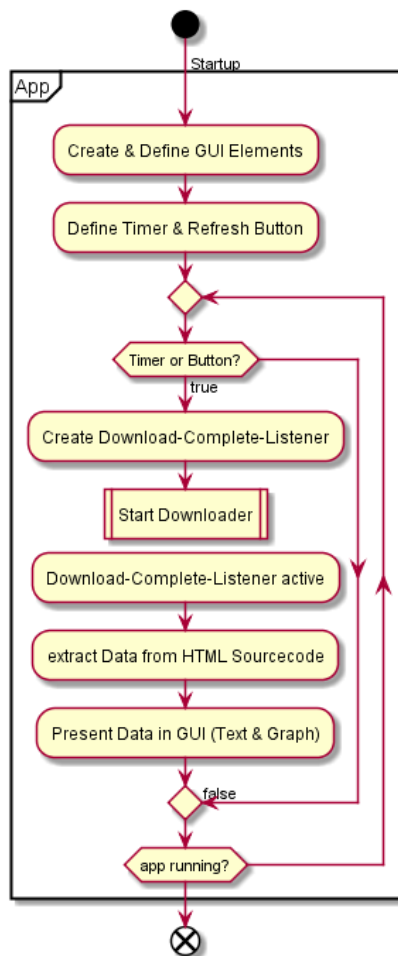 Startup
App
Create & Define GUI Elements
Define Timer & Refresh Button
Timer or Button?
true
Create Download-Complete-Listener
Start Downloader
Download-Complete-Listener active
extract Data from HTML Sourcecode
Present Data in GUI (Text & Graph)
false
app running?